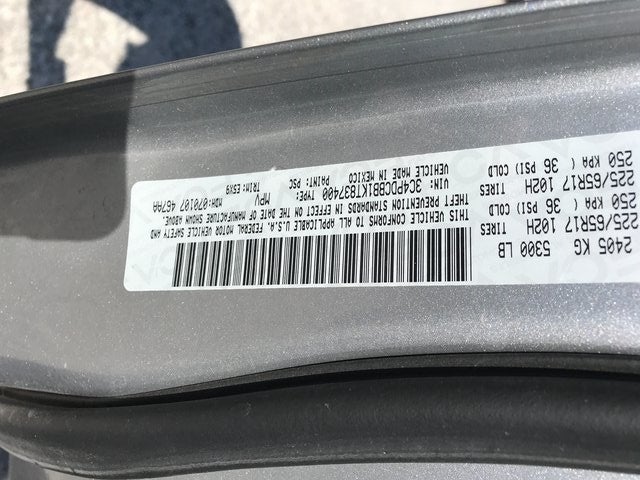 2405 KG 5300 LB
225/65R17 102H TIRES
250 KPA ( 36 PSI) COLD
225/65R17 102H TIRES
250 KPA ( 36 PSI) COLD
THIS VEHICLE CONFORMS TO ALL APPLICABLE U.S.A. FEDERAL MOTOR VEHICLE SAFETY AND
THEFT PREVENTION STANDARDS IN EFFECT ON THE DATE OF MANUFACTURE SHOWN ABOVE.
VIN: 3C4PDCBB1KT837400 TYPE: MPV MDH:070107 467AA
VEHICLE MADE IN MEXICO PAINT: PSC TRIM:E5X9